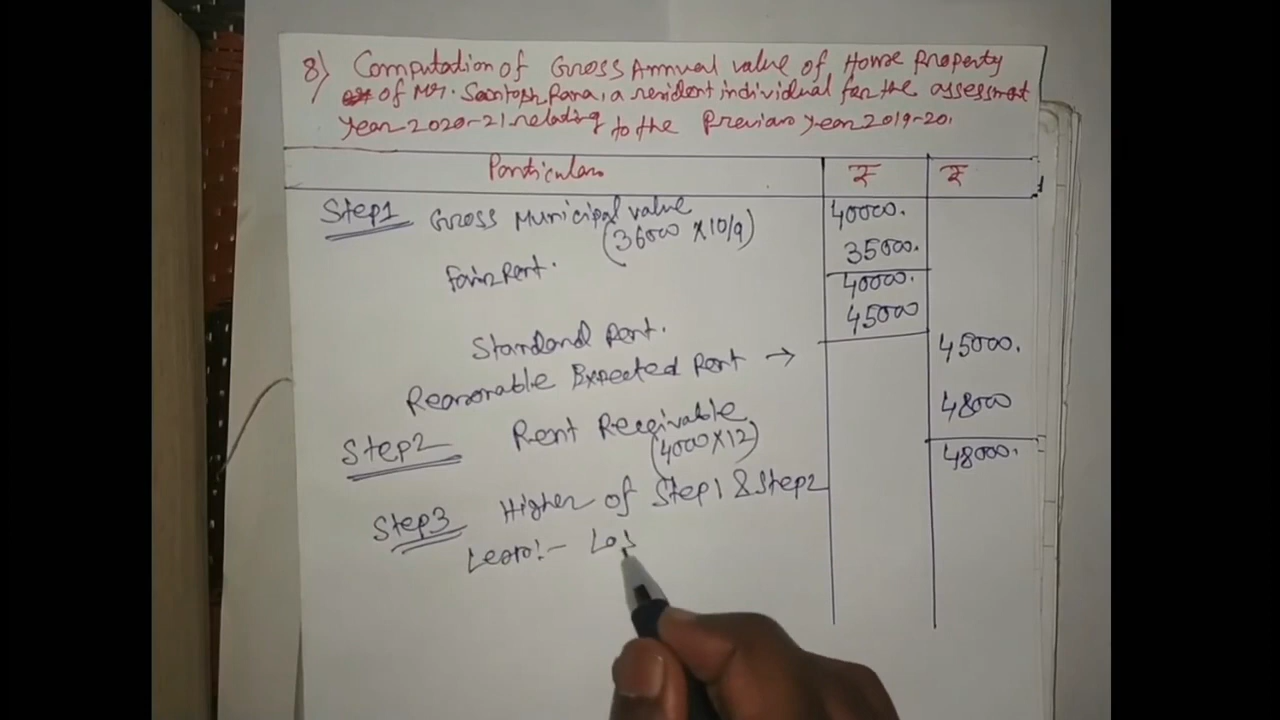 8) Computation of Gross Annual value of House Property
of Mr. Santosh Rana, a resident individual for the assessment
year 2020-21 relating to the Previous year 2019-20.
Particulars ₹ ₹
Step1 Gross Municipal value 40000.
(36000 × 10/9)
Fair Rent. 35000.
40000.
Standard Rent. 45000
Reasonable Expected Rent → 45000.
Step2 Rent Receivable 48000
(4000 × 12)
Step3 Higher of Step1 & Step2 48000.
Less:- Los